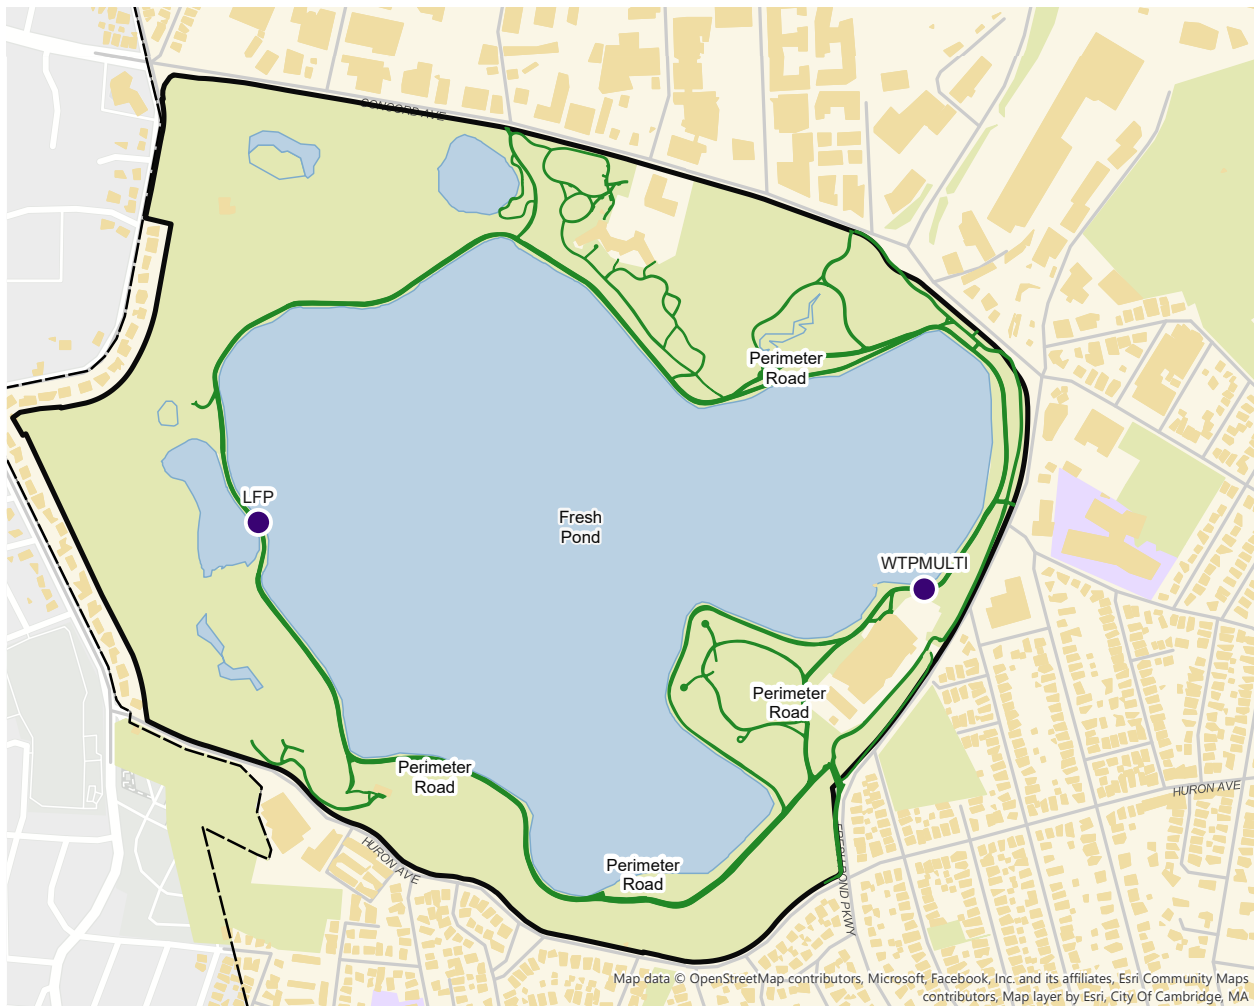 CONCORD AVE
Perimeter
Road
LFP
Fresh
Pond
WTPMULTI
Perimeter
Road
Perimeter
Road
HURON AVE
HURON AVE
Perimeter
Road
FRESH POND PKWY
Map data © OpenStreetMap contributors, Microsoft, Facebook, Inc. and its affiliates, Esri Community Maps
contributors, Map layer by Esri, City Of Cambridge, MA